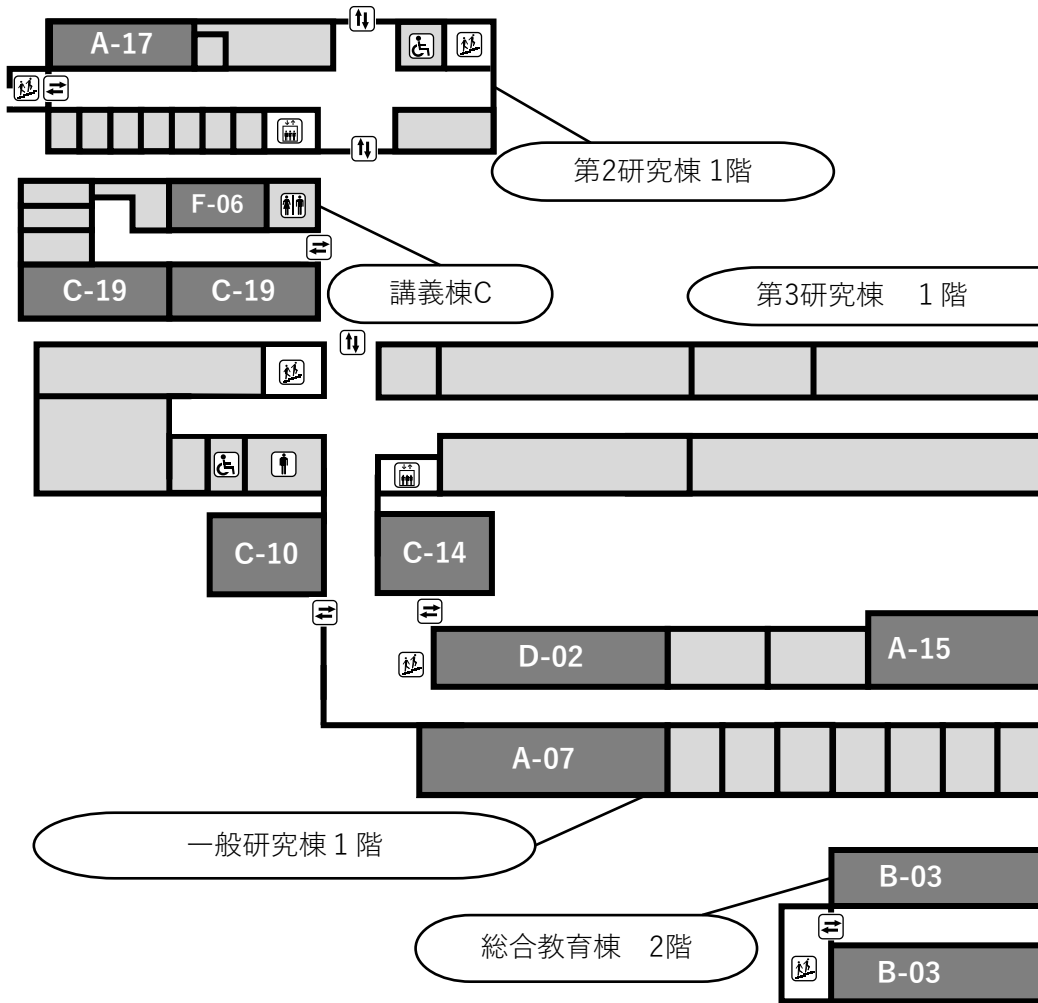 A-17
第2研究棟 1階
F-06
C-19
C-19
講義棟C
第3研究棟　１階
C-10
C-14
D-02
A-15
A-07
一般研究棟１階
B-03
総合教育棟　2階
B-03